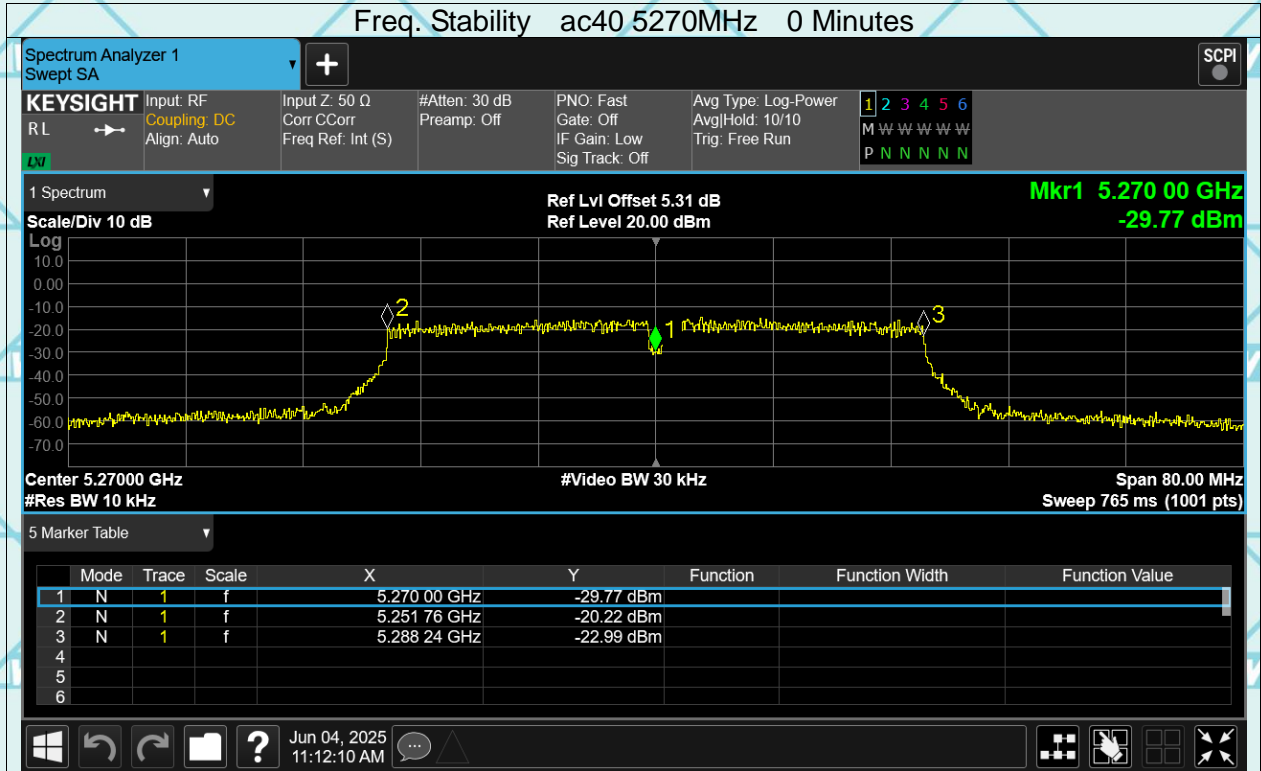 Freq. Stability ac40 5270MHz 0 Minutes
Spectrum Analyzer 1
Swept SA
+
SCPI
KEYSIGHT Input: RF Input Z: 50 Ω #Atten: 30 dB PNO: Fast Avg Type: Log-Power 1 2 3 4 5 6
RL Coupling: DC Corr CCorr Preamp: Off Gate: Off Avg|Hold: 10/10 M W W W W W W
Align: Auto Freq Ref: Int (S) IF Gain: Low Trig: Free Run P N N N N N N
LXI Sig Track: Off
1 Spectrum Ref Lvl Offset 5.31 dB Mkr1 5.270 00 GHz
Scale/Div 10 dB Ref Level 20.00 dBm -29.77 dBm
Log
10.0
0.00
-10.0
-20.0
-30.0
-40.0
-50.0
-60.0
-70.0
2
1
3
Center 5.27000 GHz #Video BW 30 kHz Span 80.00 MHz
#Res BW 10 kHz Sweep 765 ms (1001 pts)
5 Marker Table
Mode Trace Scale X Y Function Function Width Function Value
1 N 1 f 5.270 00 GHz -29.77 dBm
2 N 1 f 5.251 76 GHz -20.22 dBm
3 N 1 f 5.288 24 GHz -22.99 dBm
4
5
6
? Jun 04, 2025
11:12:10 AM